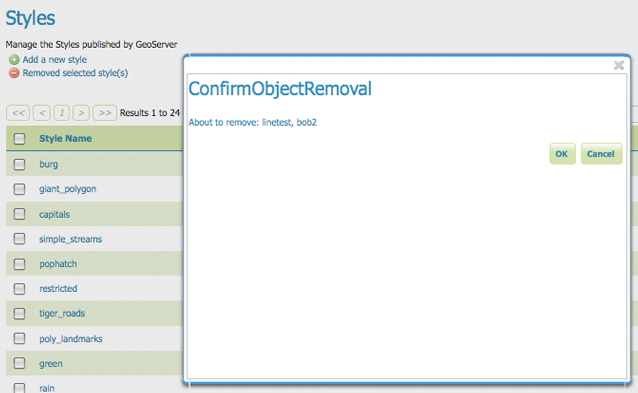 Styles
Manage the Styles published by GeoServer
Add a new style
Removed selected style(s)
<< < 1 > >> Results 1 to 24
Style Name
burg
giant_polygon
capitals
simple_streams
pophatch
restricted
tiger_roads
poly_landmarks
green
rain
ConfirmObjectRemoval
About to remove: linetest, bob2
OK Cancel